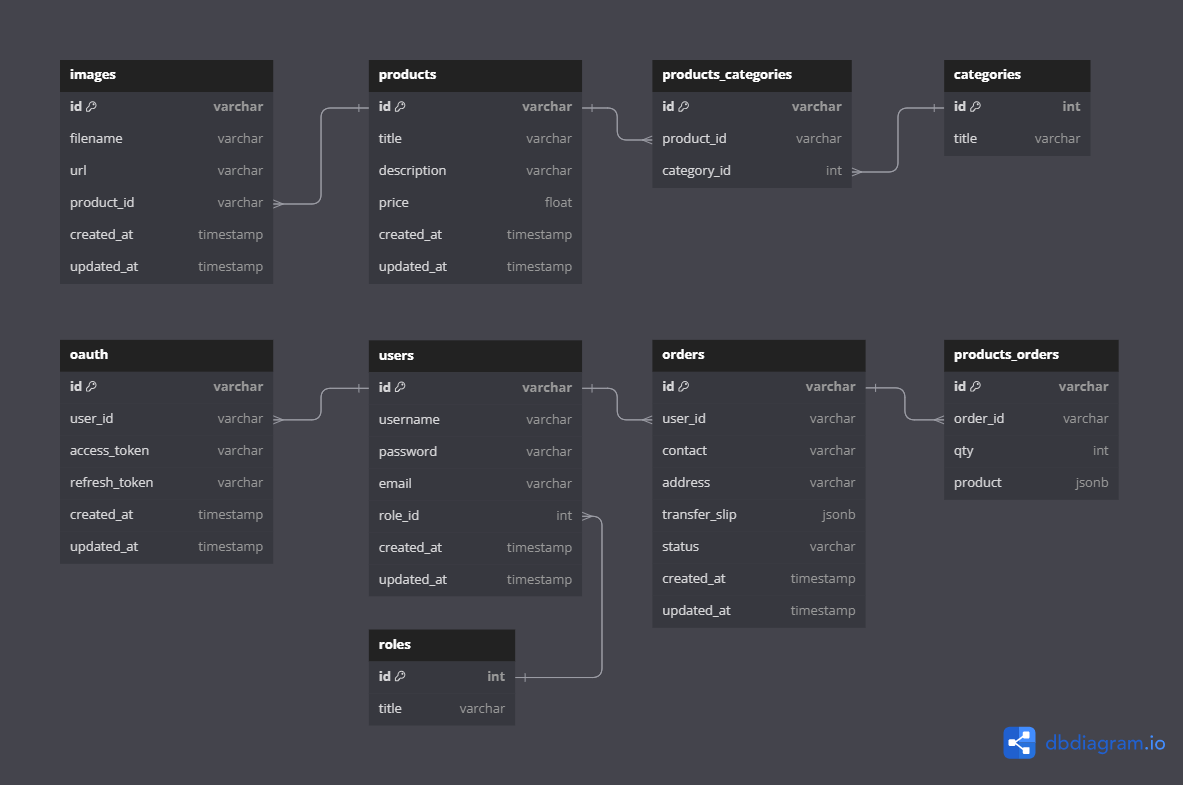 images
id varchar
filename varchar
url varchar
product_id varchar
created_at timestamp
updated_at timestamp
products
id varchar
title varchar
description varchar
price float
created_at timestamp
updated_at timestamp
products_categories
id varchar
product_id varchar
category_id int
categories
id int
title varchar
oauth
id varchar
user_id varchar
access_token varchar
refresh_token varchar
created_at timestamp
updated_at timestamp
users
id varchar
username varchar
password varchar
email varchar
role_id int
created_at timestamp
updated_at timestamp
orders
id varchar
user_id varchar
contact varchar
address varchar
transfer_slip jsonb
status varchar
created_at timestamp
updated_at timestamp
products_orders
id varchar
order_id varchar
qty int
product jsonb
roles
id int
title varchar
dbdiagram.io